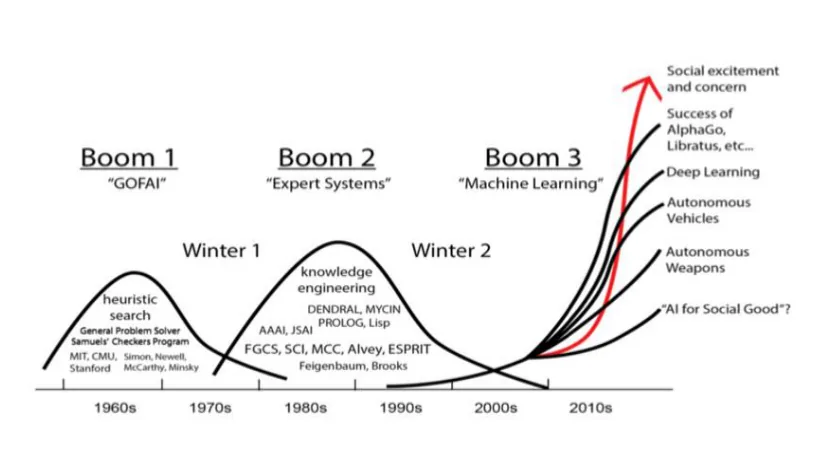 Social excitement
and concern
Success of
AlphaGo,
Libratus, etc...
Boom 1
"GOFAI"
Boom 2
"Expert Systems"
Boom 3
"Machine Learning"
Deep Learning
Autonomous
Vehicles
Winter 1
Winter 2
Autonomous
Weapons
heuristic
search
General Problem Solver
Samuels' Checkers Program
MIT, CMU,
Stanford
Simon, Newell,
McCarthy, Minsky
knowledge
engineering
DENDRAL, MYCIN
PROLOG, Lisp
AAAI, JSAI
FGCS, SCI, MCC, Alvey, ESPRIT
Feigenbaum, Brooks
"AI for Social Good"?
1960s
1970s
1980s
1990s
2000s
2010s